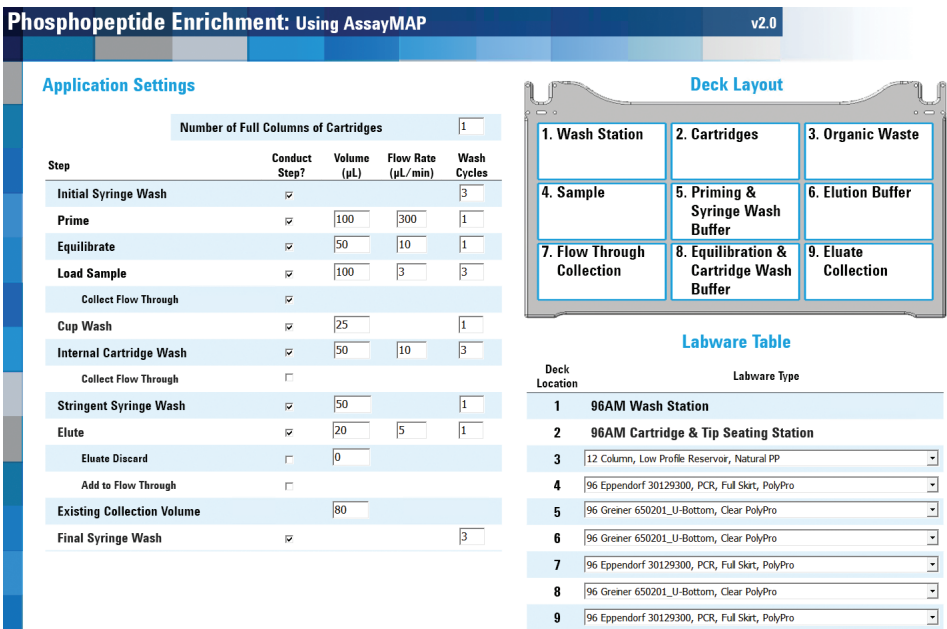 Phosphopeptide Enrichment: Using AssayMAP v2.0
Application Settings
Number of Full Columns of Cartridges 1
Step Conduct Step? Volume (µL) Flow Rate (µL/min) Wash Cycles
Initial Syringe Wash 3
Prime 100 300 1
Equilibrate 50 10 1
Load Sample 100 3 3
Collect Flow Through
Cup Wash 25 1
Internal Cartridge Wash 50 10 3
Collect Flow Through
Stringent Syringe Wash 50 1
Elute 20 5 1
Eluate Discard 0
Add to Flow Through
Existing Collection Volume 80
Final Syringe Wash 3
Deck Layout
1. Wash Station
2. Cartridges
3. Organic Waste
4. Sample
5. Priming &
Syringe Wash
Buffer
6. Elution Buffer
7. Flow Through
Collection
8. Equilibration &
Cartridge Wash
Buffer
9. Eluate
Collection
Labware Table
Deck Location Labware Type
1 96AM Wash Station
2 96AM Cartridge & Tip Seating Station
3 12 Column, Low Profile Reservoir, Natural PP
4 96 Eppendorf 30129300, PCR, Full Skirt, PolyPro
5 96 Greiner 650201_U-Bottom, Clear PolyPro
6 96 Greiner 650201_U-Bottom, Clear PolyPro
7 96 Eppendorf 30129300, PCR, Full Skirt, PolyPro
8 96 Greiner 650201_U-Bottom, Clear PolyPro
9 96 Eppendorf 30129300, PCR, Full Skirt, PolyPro